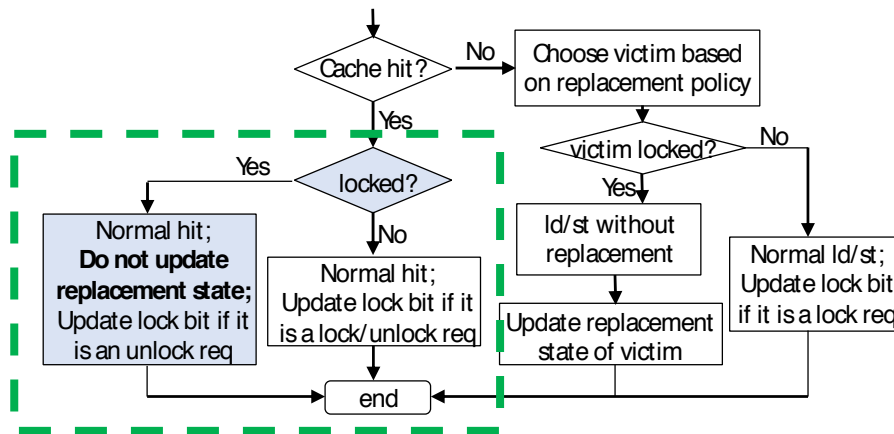 Cache hit?
No
Choose victim based
on replacement policy
Yes
victim locked?
No
Yes
locked?
Yes
ld/st without
replacement
No
Normal hit;
Do not update
replacement state;
Update lock bit if it
is an unlock req
Normal hit;
Update lock bit if it
is a lock/unlock req
Normal ld/st;
Update lock bit
if it is a lock req
Update replacement
state of victim
end